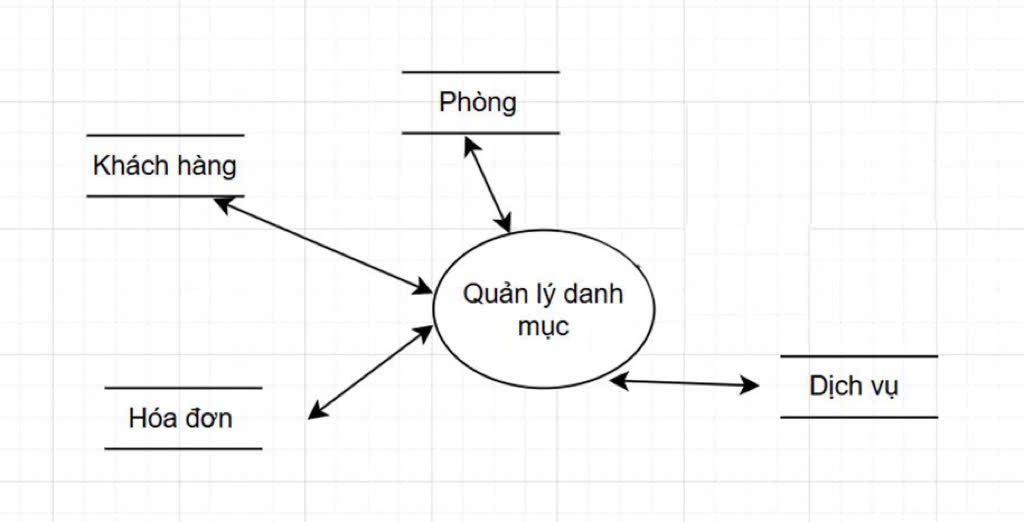 Phòng
Khách hàng
Quản lý danh
mục
Dịch vụ
Hóa đơn